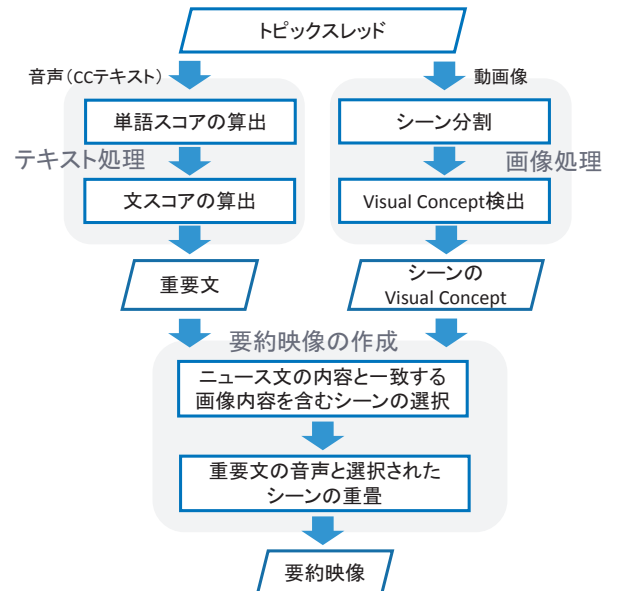 トピックスレッド
音声(CCテキスト)
動画像
単語スコアの算出
シーン分割
テキスト処理
画像処理
文スコアの算出
Visual Concept検出
重要文
シーンの
Visual Concept
要約映像の作成
ニュース文の内容と一致する
画像内容を含むシーンの選択
重要文の音声と選択された
シーンの重畳
要約映像